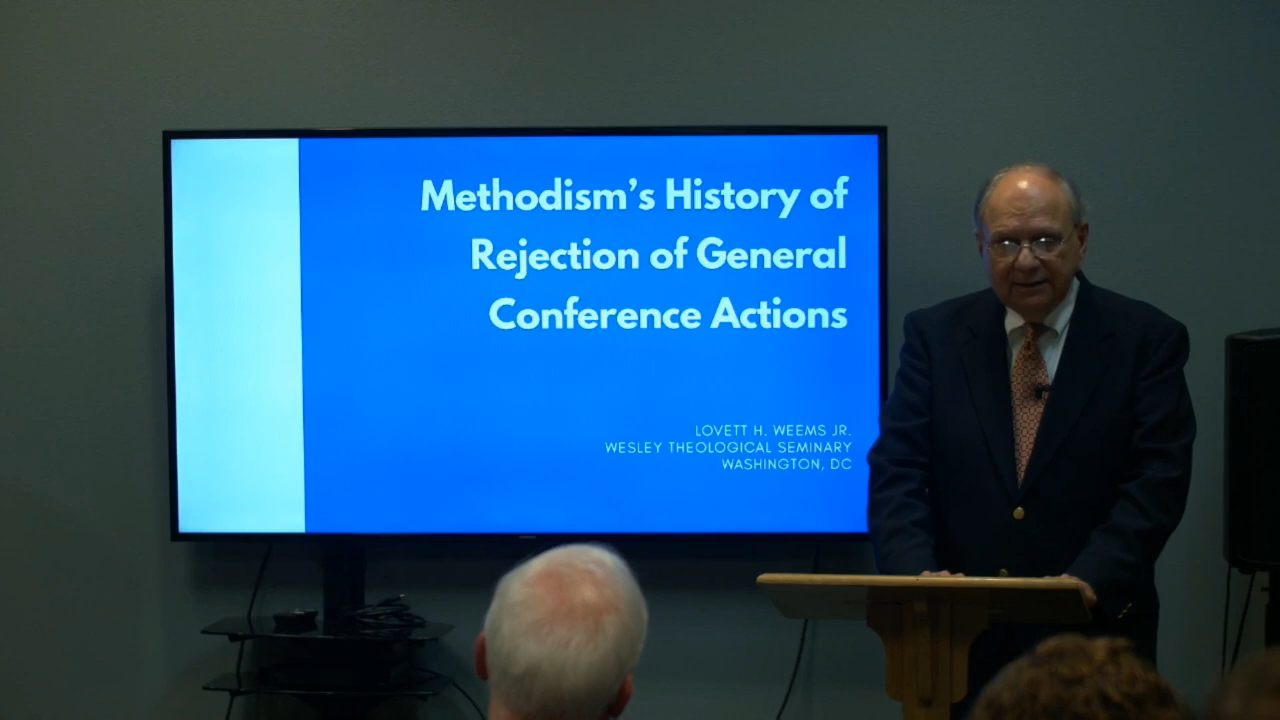 Methodism’s History of
Rejection of General
Conference Actions
LOVETT H. WEEMS JR.
WESLEY THEOLOGICAL SEMINARY
WASHINGTON, DC